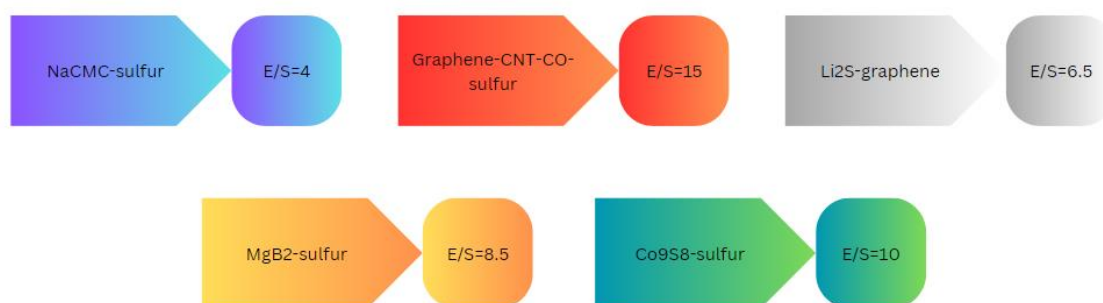 NaCMC-sulfur
E/S=4
Graphene-CNT-CO-
sulfur
E/S=15
Li2S-graphene
E/S=6.5
MgB2-sulfur
E/S=8.5
Co9S8-sulfur
E/S=10